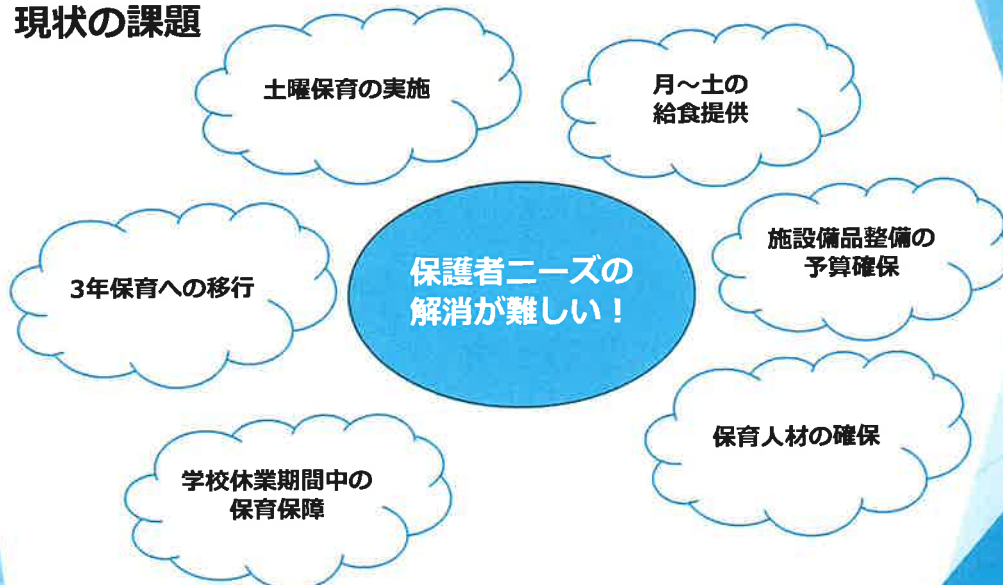 現状の課題
土曜保育の実施
月～土の
給食提供
3年保育への移行
保護者ニーズの
解消が難しい！
施設備品整備の
予算確保
学校休業期間中の
保育保障
保育人材の確保